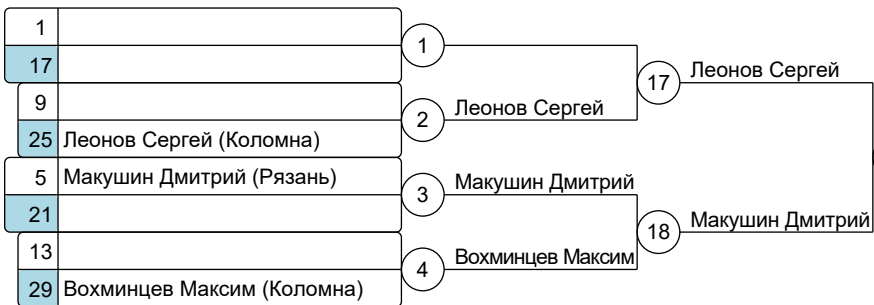 1
17
1
9
25 Леонов Сергей (Коломна)
2
Леонов Сергей
17
Леонов Сергей
5 Макушин Дмитрий (Рязань)
21
3
Макушин Дмитрий
13
29 Вохминцев Максим (Коломна)
4
Вохминцев Максим
18
Макушин Дмитрий